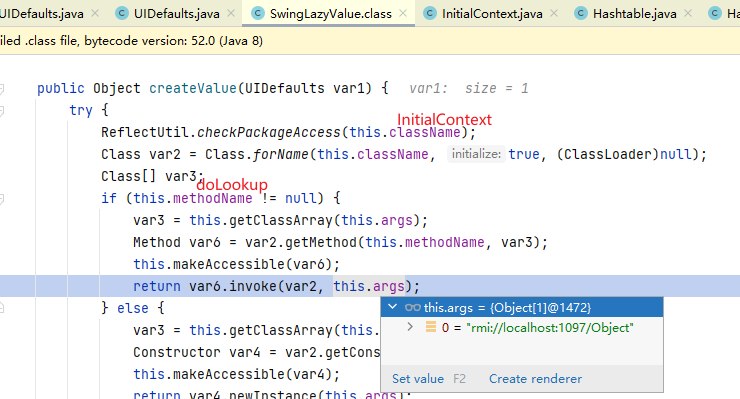 UIDefaults.java UIDefaults.java SwingLazyValue.class InitialContext.java Hashtable.java Ha
iled .class file, bytecode version: 52.0 (Java 8)
public Object createValue(UIDefaults var1) { var1: size = 1
try {
InitialContext
ReflectUtil.checkPackageAccess(this.className);
Class var2 = Class.forName(this.className, initialize: true, (ClassLoader)null);
Class[] var3;
doLookup
if (this.methodName != null) {
var3 = this.getClassArray(this.args);
Method var6 = var2.getMethod(this.methodName, var3);
this.makeAccessible(var6);
return var6.invoke(var2, this.args);
} else {
this.args = {Object[1]@1472}
var3 = this.getClassArray(this.
0 = "rmi://localhost:1097/Object"
Constructor var4 = var2.getCons
this.makeAccessible(var4);
Set value F2 Create renderer
return var4.newInstance(this.args);